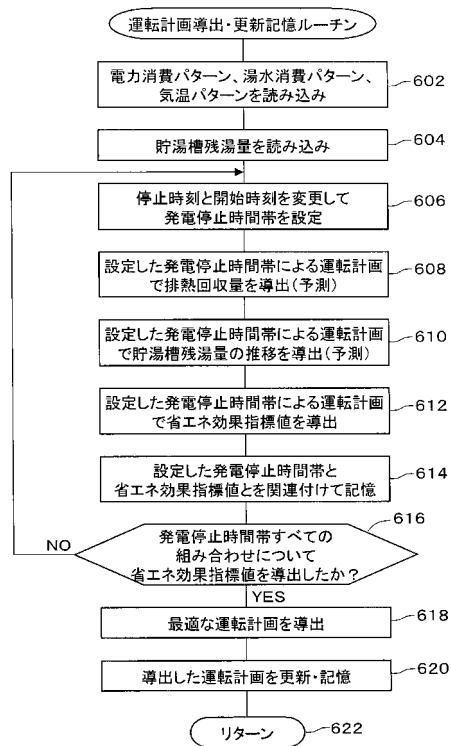 運転計画導出・更新記憶ルーチン
電力消費パターン、湯水消費パターン、
気温パターンを読み込み
602
貯湯槽残湯量を読み込み
604
停止時刻と開始時刻を変更して
発電停止時間帯を設定
606
設定した発電停止時間帯による運転計画
で排熱回収量を導出(予測)
608
設定した発電停止時間帯による運転計画
で貯湯槽残湯量の推移を導出(予測)
610
設定した発電停止時間帯による運転計画
で省エネ効果指標値を導出
612
設定した発電停止時間帯と
省エネ効果指標値とを関連付けて記憶
614
発電停止時間帯すべての
組み合わせについて
省エネ効果指標値を導出したか?
616
NO
YES
最適な運転計画を導出
618
導出した運転計画を更新・記憶
620
リターン
622